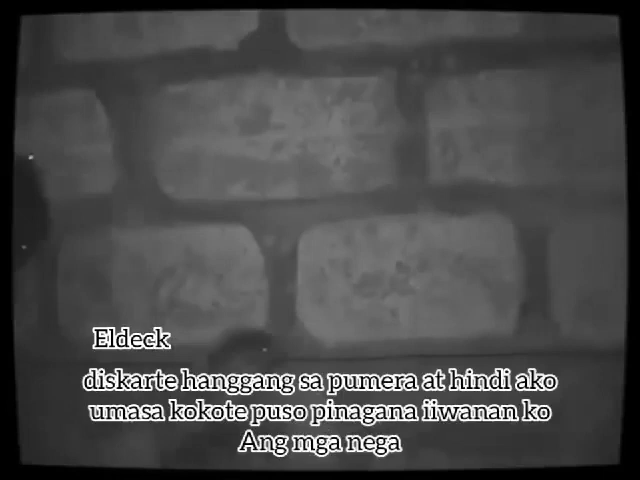 Eldeck
diskarte hanggang sa pumera at hindi ako
umasa kokote puso pinagana iiwanan ko
Ang mga nega